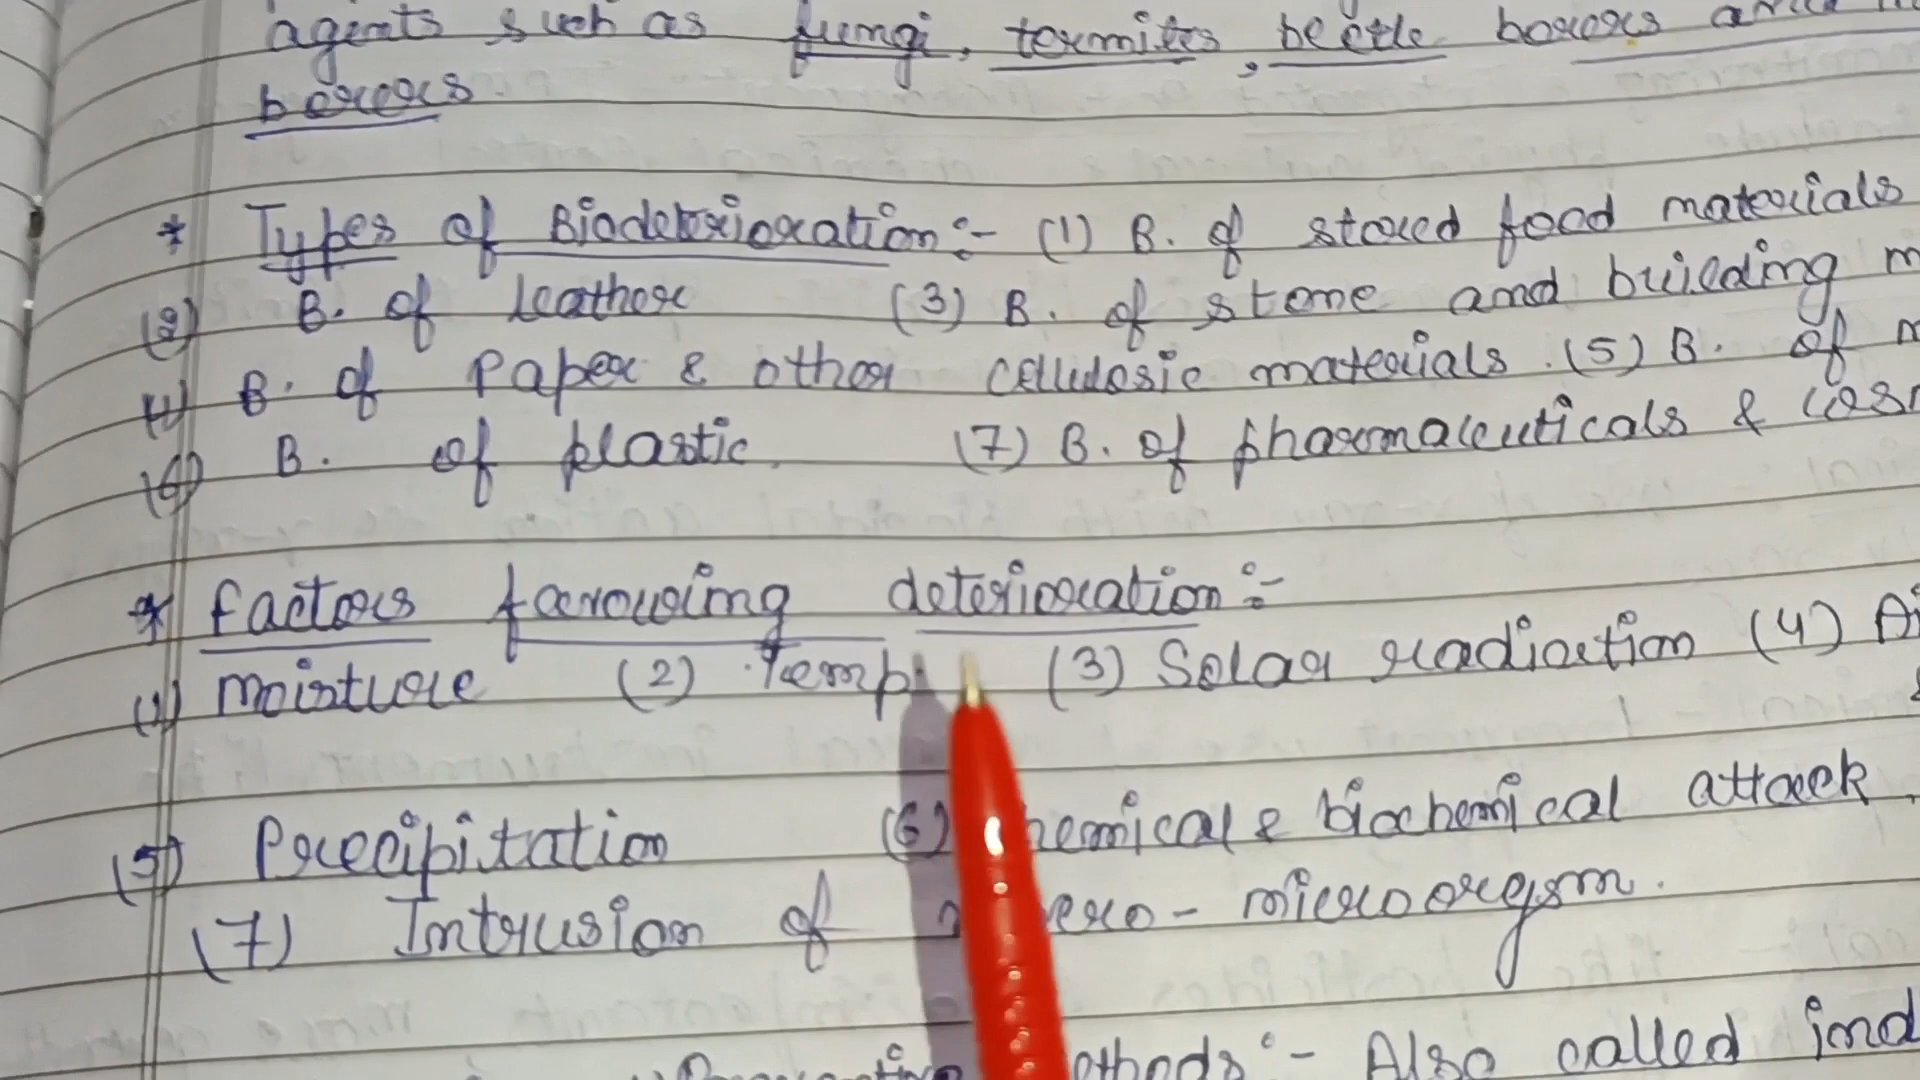 agents such as fungi, termites, beetle borers and
borers
* Types of Biodeterioration:- (1) B. of stored food materials
(2) B. of leather (3) B. of stone and building
(4) B. of Paper & other cellulosic materials. (5) B. of
(6) B. of plastic (7) B. of pharmaceuticals &
* Factors favouring deterioration:-
(1) moisture (2) Temp. (3) Solar radiation (4)
(5) Precipitation (6) hemical & biochemical attack.
(7) Intrusion of micro-microorgsm.
:- Also called